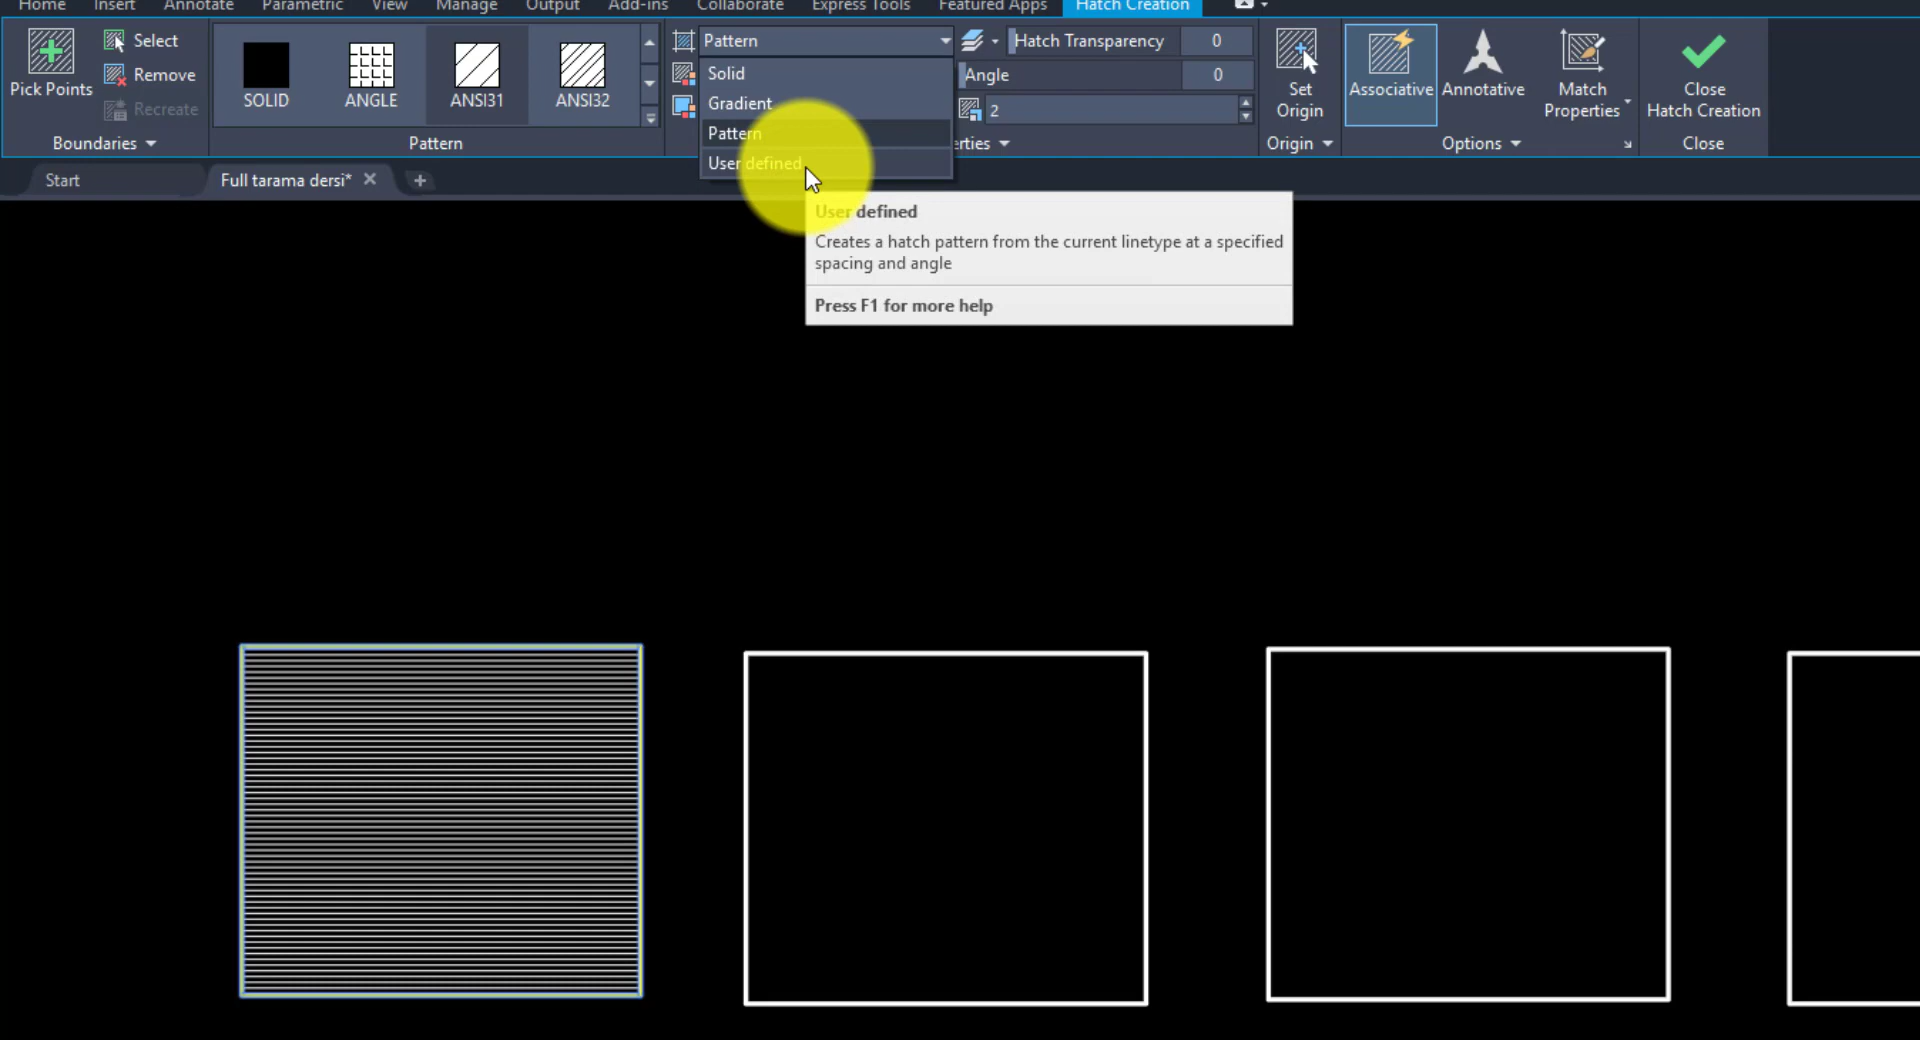 Home Insert Annotate Parametric View Manage Output Add-ins Collaborate Express Tools Featured Apps Hatch Creation
Pick Points
Select
Remove
Recreate
Boundaries
SOLID
ANGLE
ANSI31
ANSI32
Pattern
Pattern
Solid
Gradient
Pattern
User defined
Hatch Transparency 0
Angle 0
2
erties
Set
Origin
Origin
Associative
Annotative
Match
Properties
Options
Close
Hatch Creation
Close
Start
Full tarama dersi*
User defined
Creates a hatch pattern from the current linetype at a specified
spacing and angle
Press F1 for more help